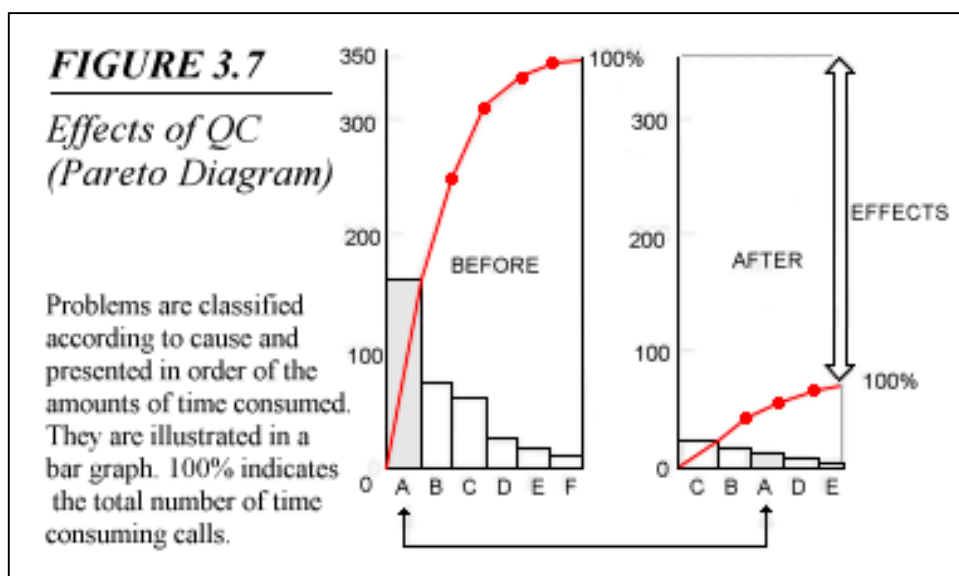 FIGURE 3.7
Effects of QC
(Pareto Diagram)
Problems are classified
according to cause and
presented in order of the
amounts of time consumed.
They are illustrated in a
bar graph. 100% indicates
the total number of time
consuming calls.
350
300
200
100
0
0
A B C D E F
BEFORE
100%
300
200
100
0
C B A D E
AFTER
100%
EFFECTS